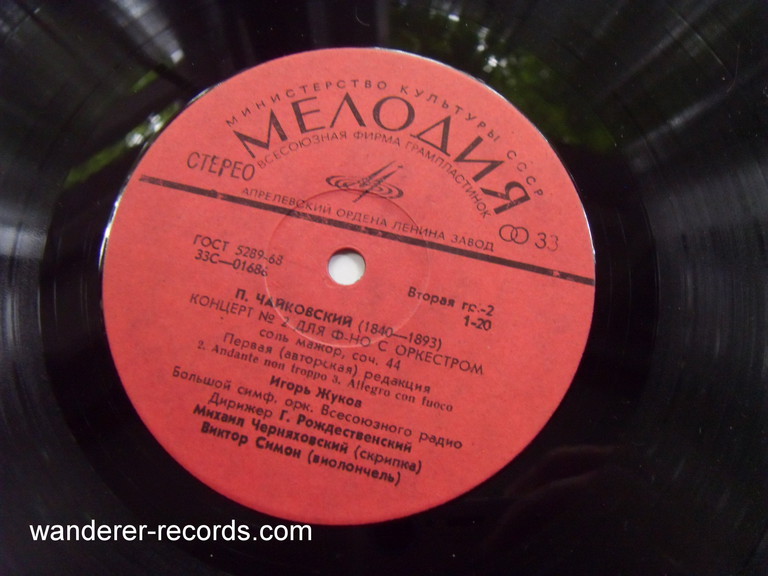 МИНИСТЕРСТВО КУЛЬТУРЫ СССР
МЕЛОДИЯ
ВСЕСОЮЗНАЯ ФИРМА ГРАМПЛАСТИНОК
СТЕРЕО
33
АПРЕЛЕВСКИЙ ОРДЕНА ЛЕНИНА ЗАВОД
ГОСТ 5289-68
33С—01686
Вторая гр.-2
1-20
П. ЧАЙКОВСКИЙ (1840—1893)
КОНЦЕРТ № 2 ДЛЯ Ф-НО С ОРКЕСТРОМ
соль мажор, соч. 44
Первая (авторская) редакция
2. Andante non troppo 3. Allegro con fuoco
Игорь Жуков
Большой симф. орк. Всесоюзного радио
Дирижер Г. Рождественский
Михаил Черняховский (скрипка)
Виктор Симон (виолончель)
wanderer-records.com